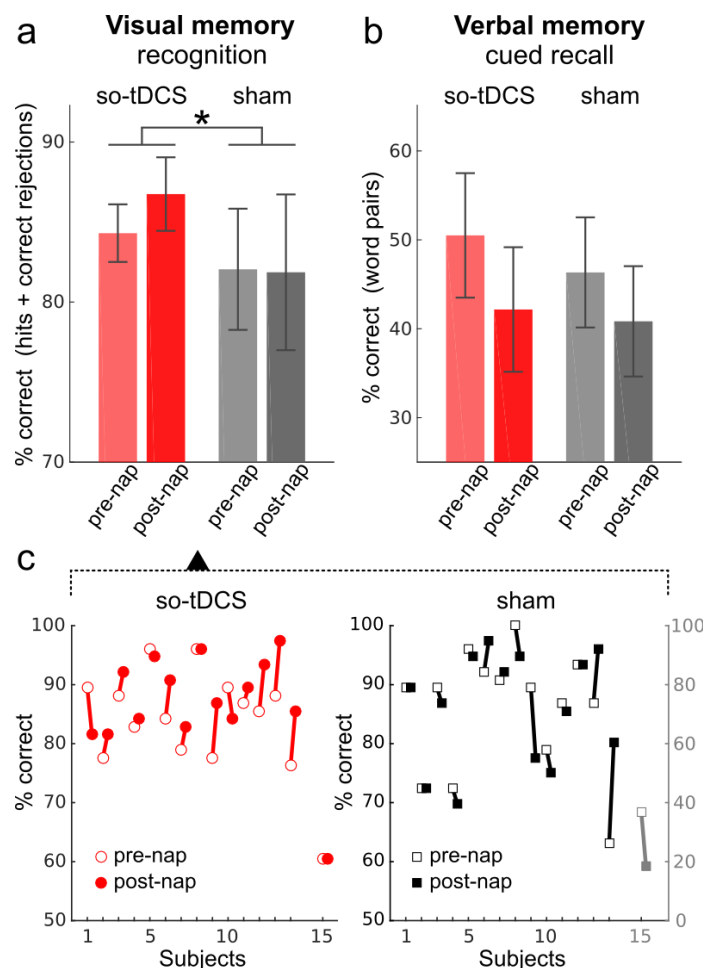 a
Visual memory
recognition
so-tDCS sham
*
% correct (hits + correct rejections)
90
80
70
pre-nap
post-nap
pre-nap
post-nap
b
Verbal memory
cued recall
so-tDCS sham
% correct (word pairs)
60
50
40
30
pre-nap
post-nap
pre-nap
post-nap
c
so-tDCS
% correct
100
90
80
70
60
50
pre-nap
post-nap
1 5 10 15
Subjects
sham
% correct
100
90
80
70
60
50
100
80
60
40
20
0
pre-nap
post-nap
1 5 10 15
Subjects